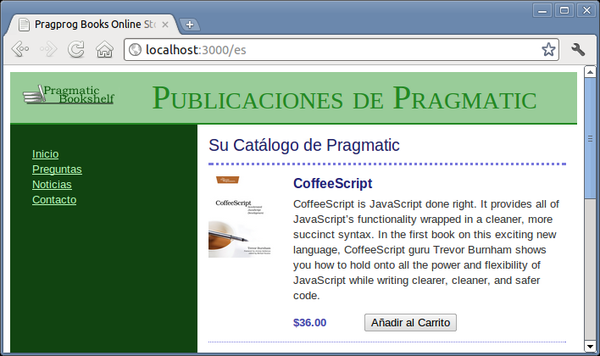 Pragprog Books Online St
localhost:3000/es
Pragmatic
Bookshelf
PUBLICACIONES DE PRAGMATIC
Inicio
Preguntas
Noticias
Contacto
Su Catálogo de Pragmatic
CoffeeScript
CoffeeScript
CoffeeScript is JavaScript done right. It provides all of
JavaScript's functionality wrapped in a cleaner, more
succinct syntax. In the first book on this exciting new
language, CoffeeScript guru Trevor Burnham shows
you how to hold onto all the power and flexibility of
JavaScript while writing clearer, cleaner, and safer
code.
Trevor Burnham
$36.00
Añadir al Carrito